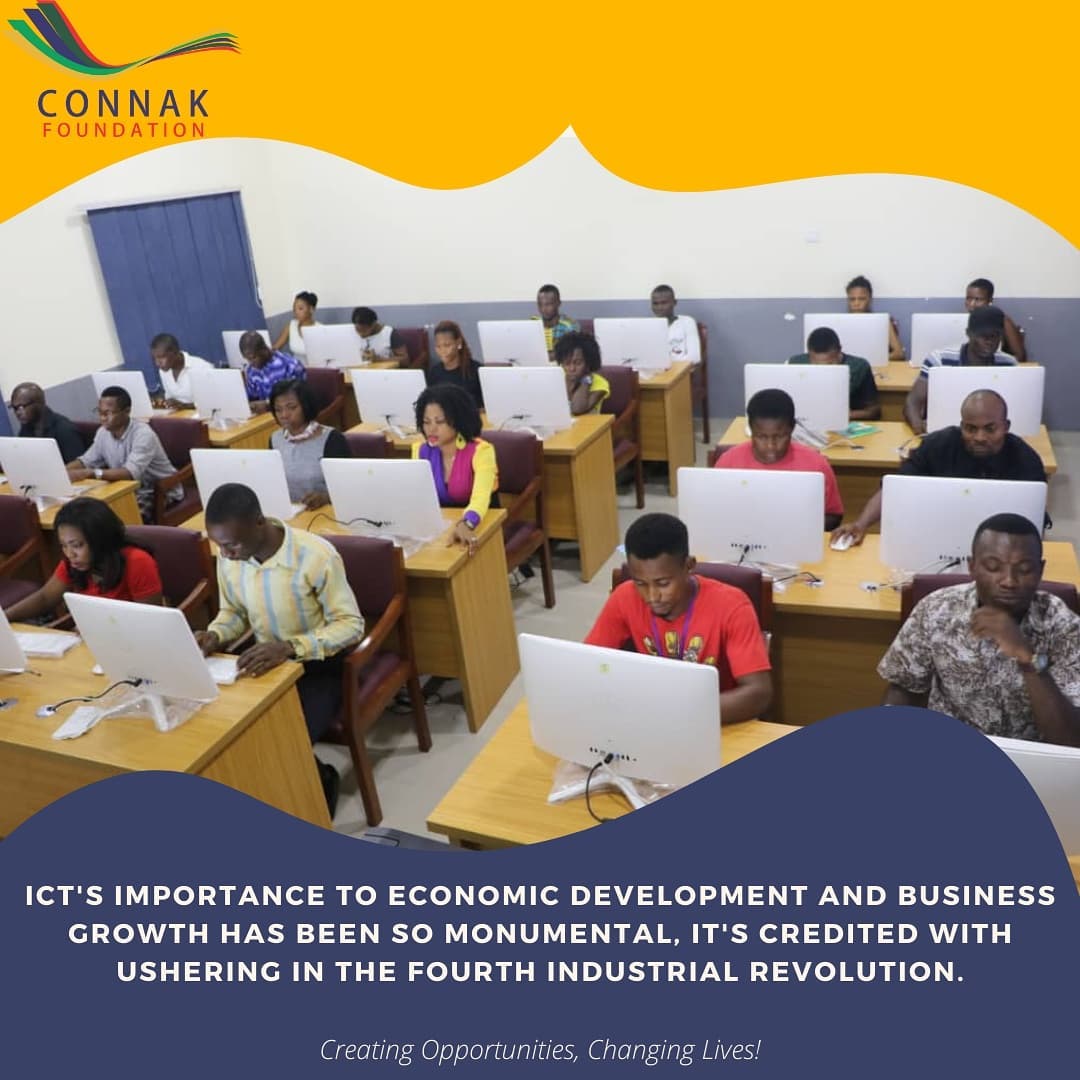 CONNAK
FOUNDATION
ICT'S IMPORTANCE TO ECONOMIC DEVELOPMENT AND BUSINESS
GROWTH HAS BEEN SO MONUMENTAL, IT'S CREDITED WITH
USHERING IN THE FOURTH INDUSTRIAL REVOLUTION.
Creating Opportunities, Changing Lives!